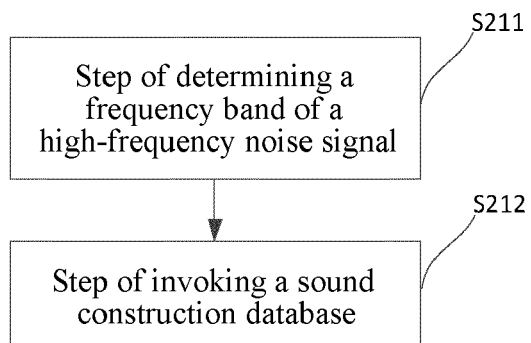 S211
Step of determining a
frequency band of a
high-frequency noise signal
S212
Step of invoking a sound
construction database